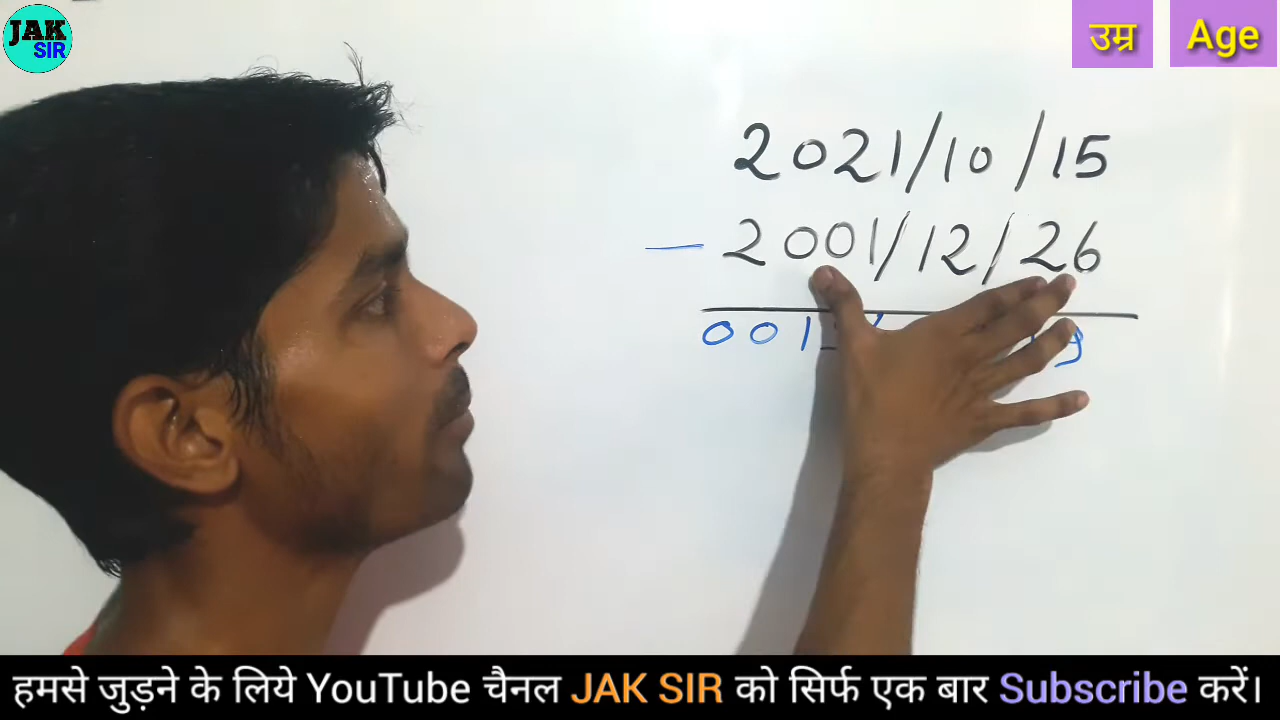 JAK
SIR
उम्र Age
2021/10/15
- 2001/12/26
001
हमसे जुड़ने के लिये YouTube चैनल JAK SIR को सिर्फ एक बार Subscribe करें।